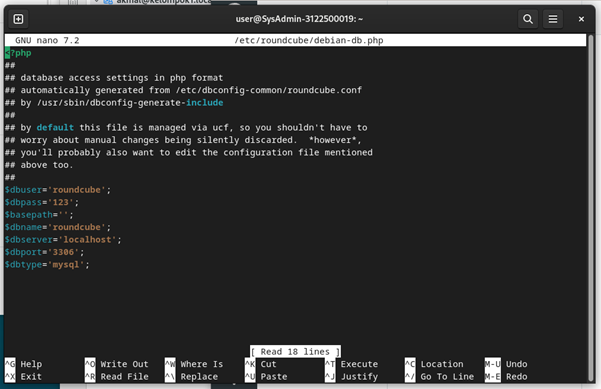 akmal@kelompok1.loca
user@SysAdmin-3122500019: ~
GNU nano 7.2 /etc/roundcube/debian-db.php
<?php
##
## database access settings in php format
## automatically generated from /etc/dbconfig-common/roundcube.conf
## by /usr/sbin/dbconfig-generate-include
##
## by default this file is managed via ucf, so you shouldn't have to
## worry about manual changes being silently discarded.  *however*,
## you'll probably also want to edit the configuration file mentioned
## above too.
##
$dbuser='roundcube';
$dbpass='123';
$basepath='';
$dbname='roundcube';
$dbserver='localhost';
$dbport='3306';
$dbtype='mysql';
[ Read 18 lines ]
^G Help ^O Write Out ^W Where Is ^K Cut ^T Execute ^C Location M-U Undo
^X Exit ^R Read File ^\ Replace ^U Paste ^J Justify ^/ Go To Line M-E Redo